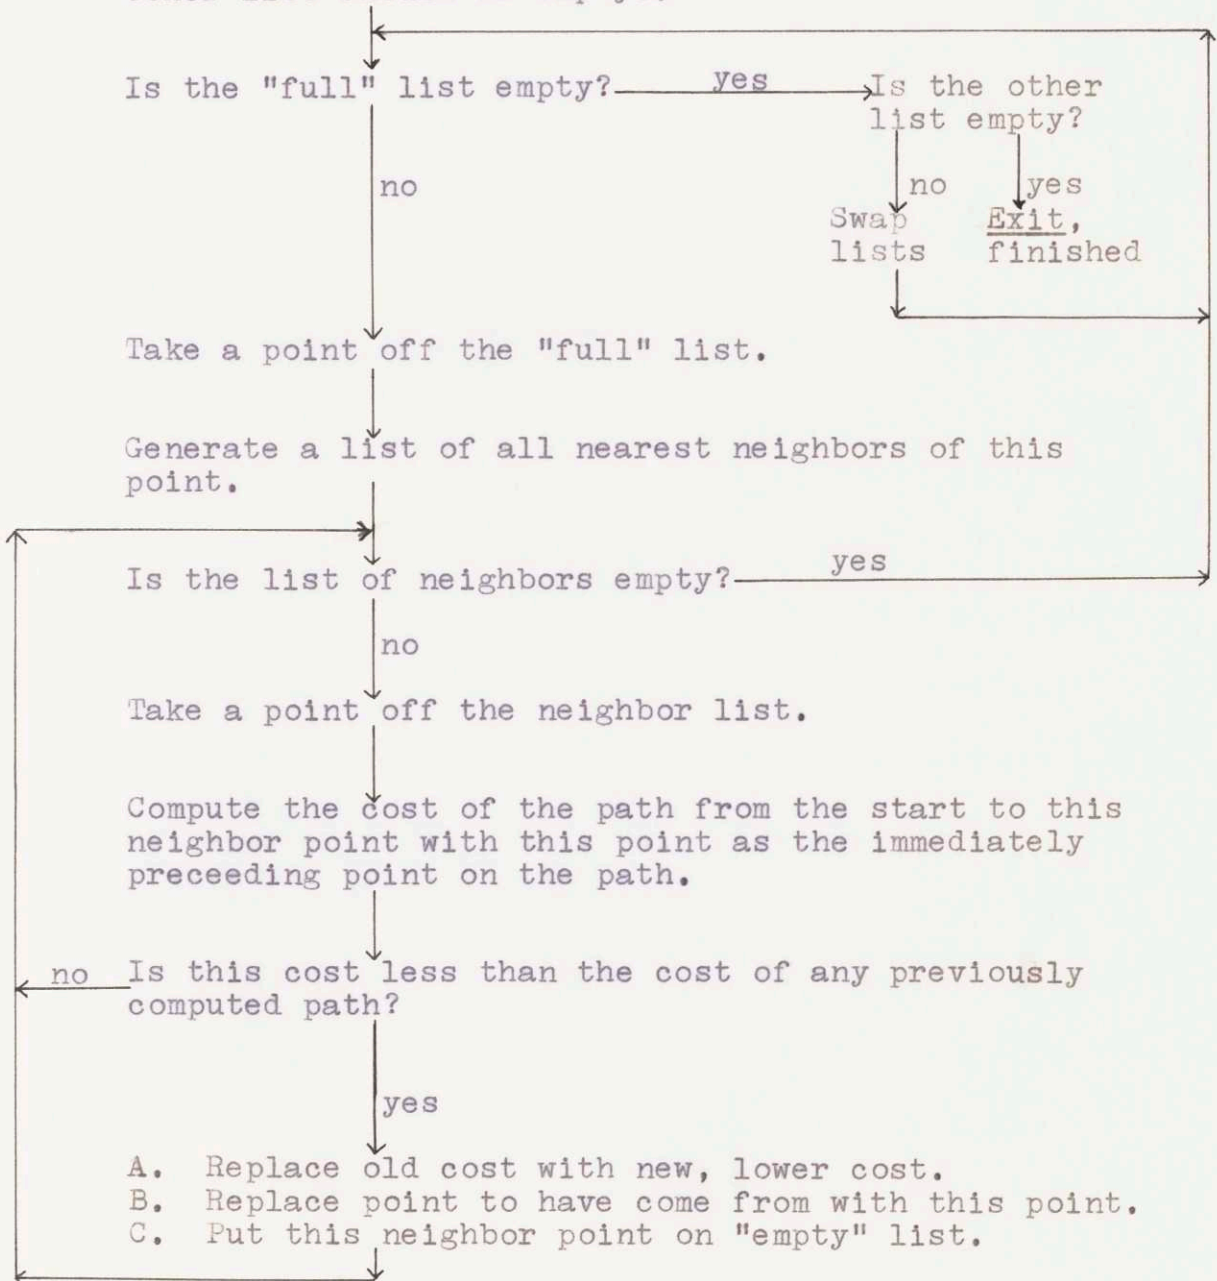 Is the "full" list empty? yes Is the other
list empty?
no
no yes
Swap Exit,
lists finished
Take a point off the "full" list.
Generate a list of all nearest neighbors of this
point.
Is the list of neighbors empty? yes
no
Take a point off the neighbor list.
Compute the cost of the path from the start to this
neighbor point with this point as the immediately
preceeding point on the path.
no Is this cost less than the cost of any previously
computed path?
yes
A. Replace old cost with new, lower cost.
B. Replace point to have come from with this point.
C. Put this neighbor point on "empty" list.